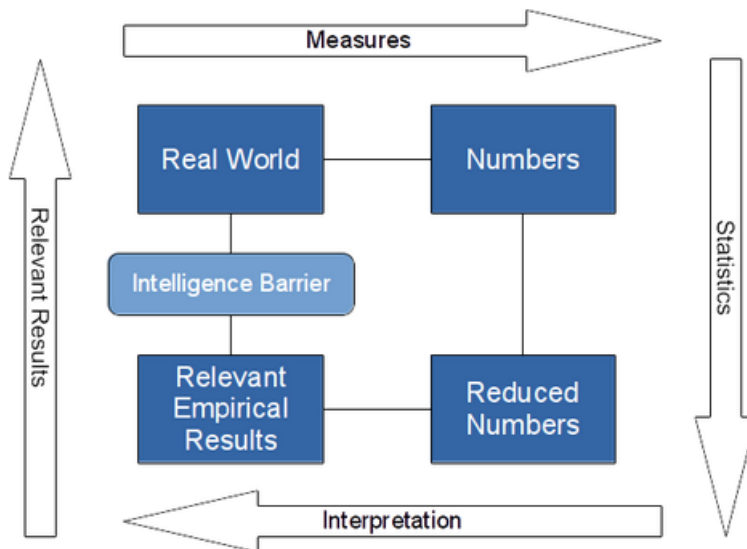 Measures
Real World
Numbers
Relevant Results
Intelligence Barrier
Statistics
Relevant
Empirical
Results
Reduced
Numbers
Interpretation